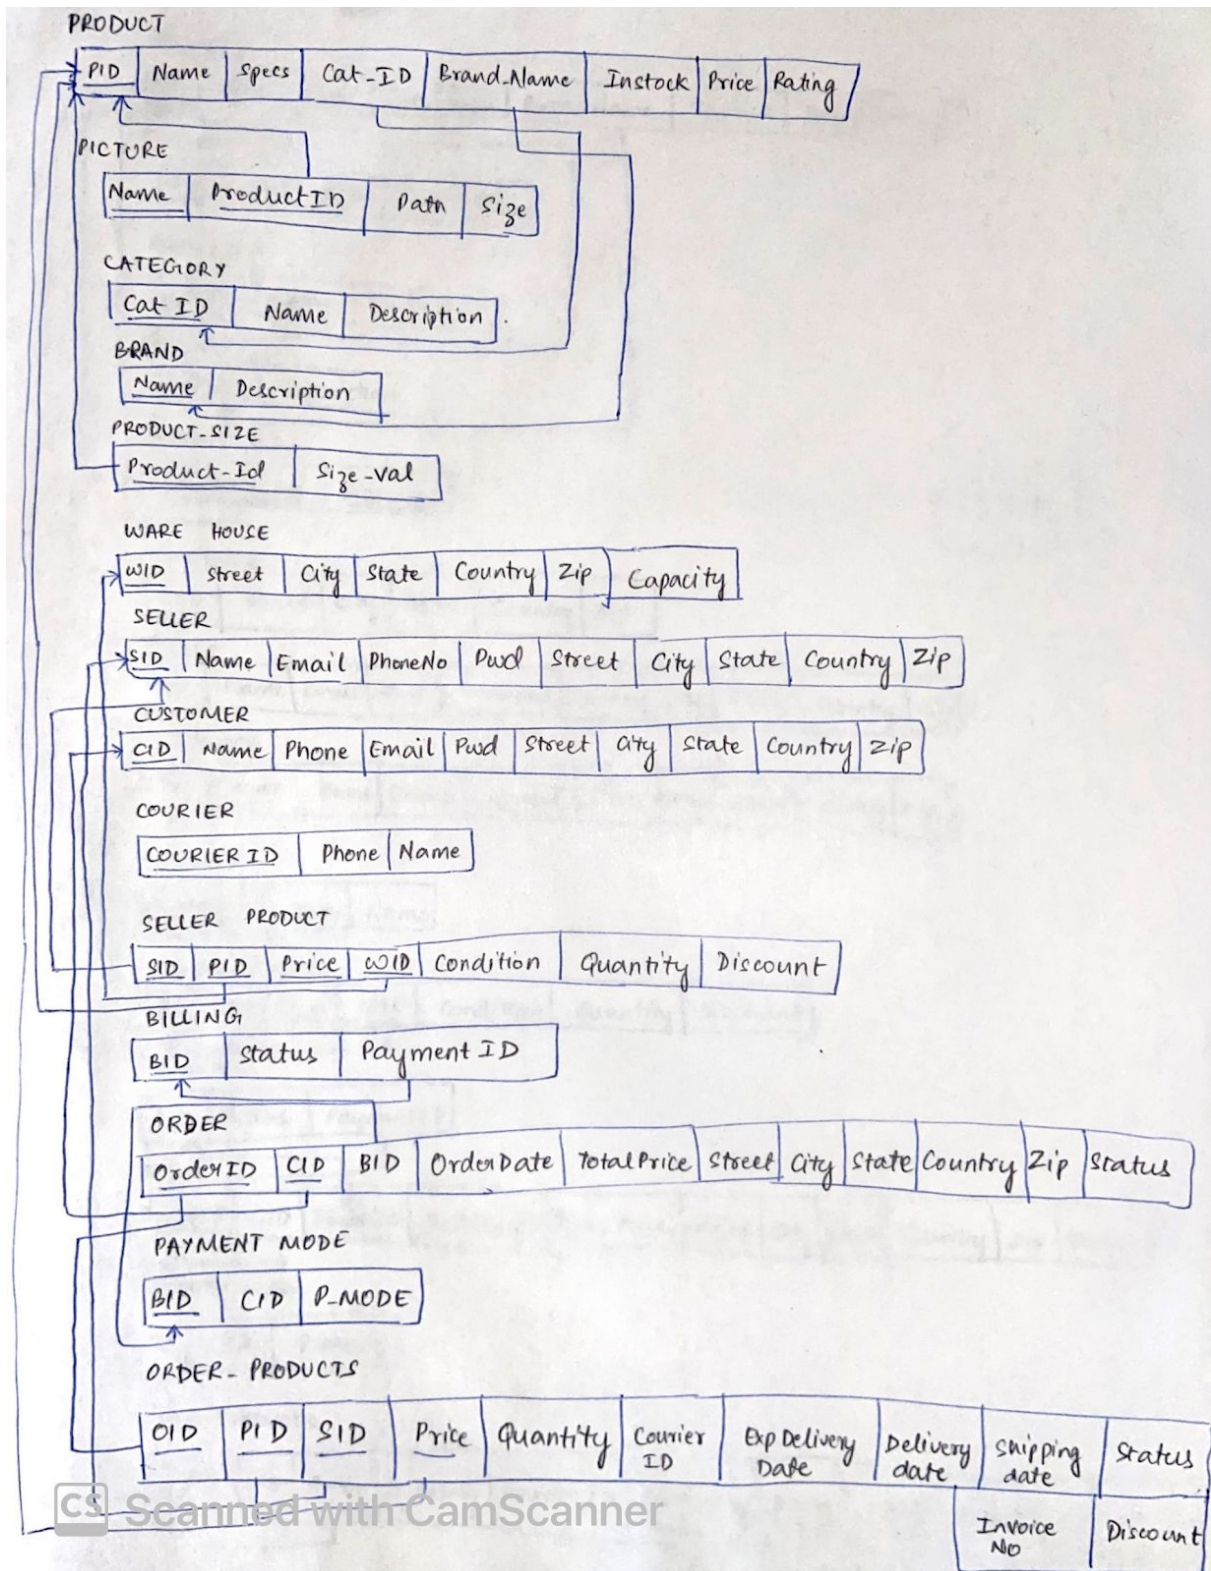 PRODUCT
PID Name Specs Cat-ID Brand-Name Instock Price Rating
PICTURE
Name ProductID Path Size
CATEGORY
Cat ID Name Description
BRAND
Name Description
PRODUCT-SIZE
Product-Id Size-val
WARE HOUSE
WID Street City State Country Zip Capacity
SELLER
SID Name Email PhoneNo Pwd Street City State Country Zip
CUSTOMER
CID Name Phone Email Pwd Street City State Country Zip
COURIER
COURIER ID Phone Name
SELLER PRODUCT
SID PID Price WID Condition Quantity Discount
BILLING
BID Status Payment ID
ORDER
OrderID CID BID OrderDate TotalPrice Street City State Country Zip Status
PAYMENT MODE
BID CID P-MODE
ORDER- PRODUCTS
OID PID SID Price Quantity Courier ID Exp Delivery Date Delivery date Shipping date Status
Invoice No Discount
CS Scanned with CamScanner